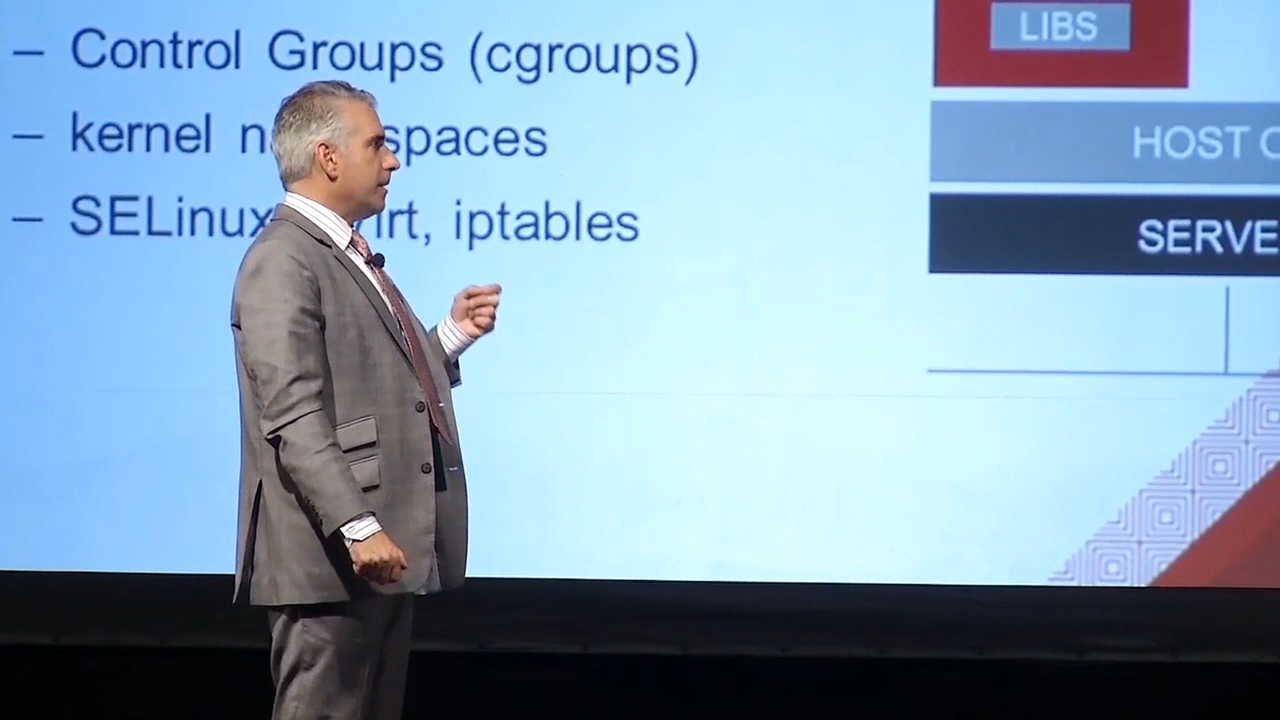 – Control Groups (cgroups)
– kernel spaces
– SELinux, iptables
LIBS
HOST
SERVE